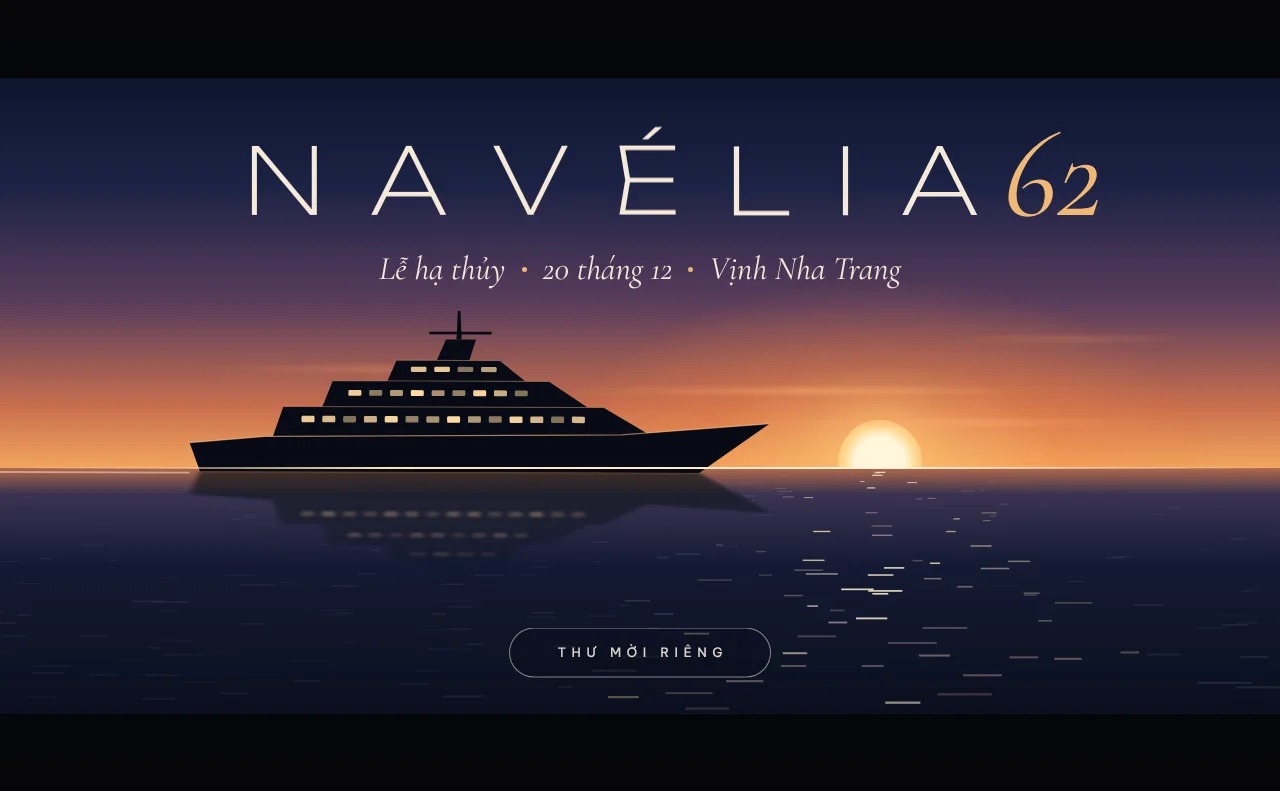 NAVÉLIA 62
Lễ hạ thủy • 20 tháng 12 • Vịnh Nha Trang
THƯ MỜI RIÊNG